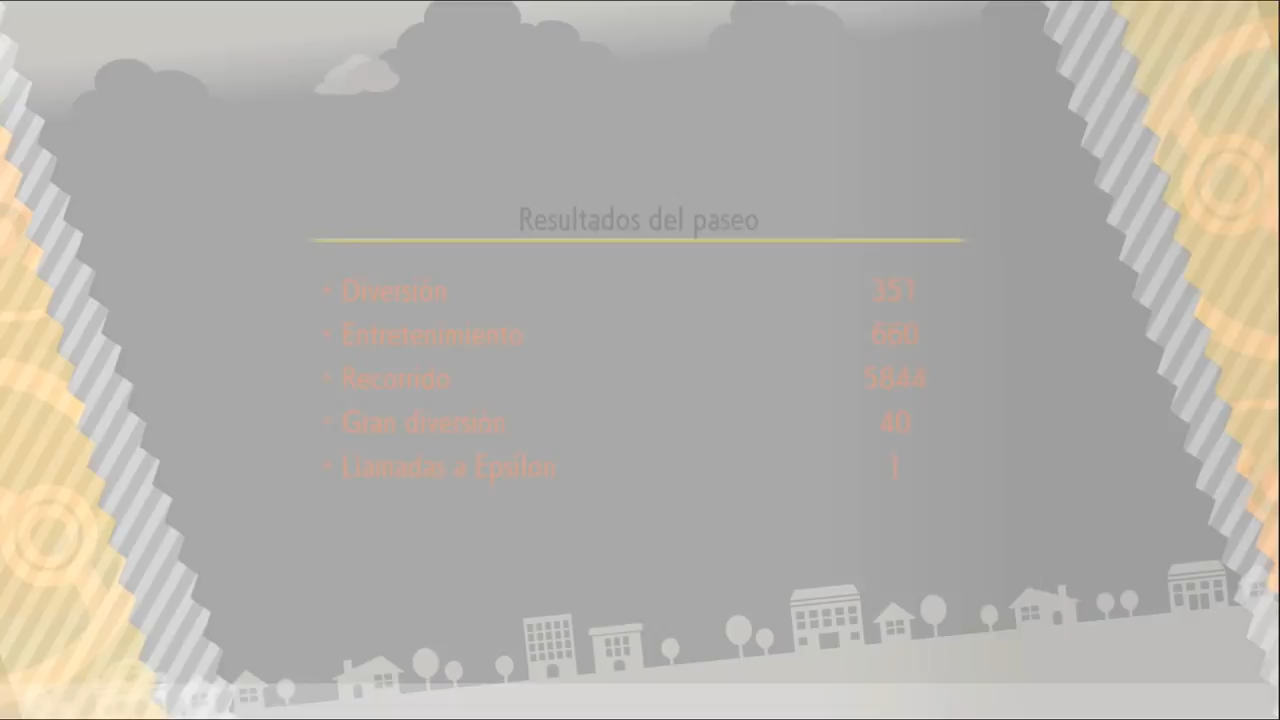 Resultados del paseo
· Diversión 351
· Entretenimiento 660
· Recorrido 5844
· Gran diversión 40
· Llamadas a Epsilon 1